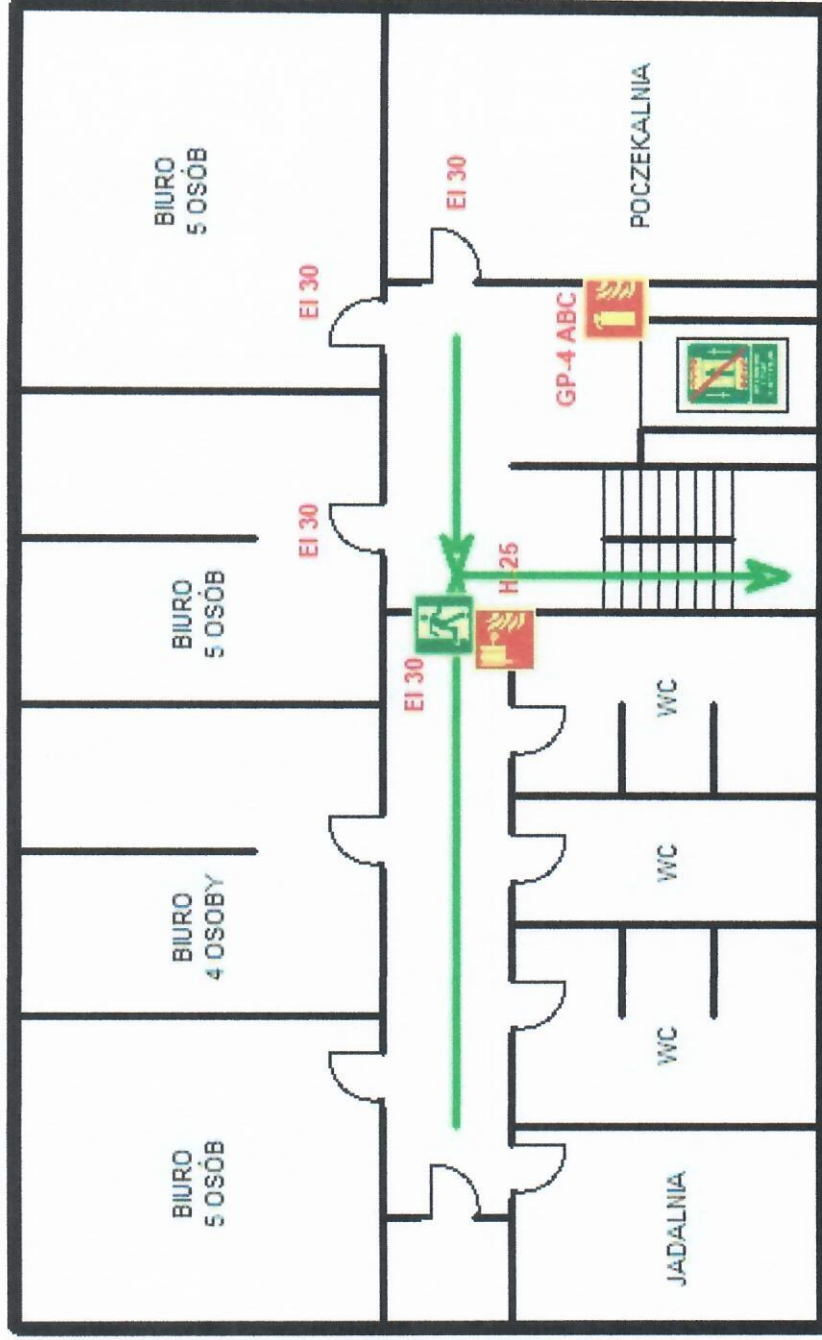 BIURO
5 OSÓB
BIURO
4 OSOBY
BIURO
5 OSÓB
BIURO
5 OSÓB
EI 30
EI 30
EI 30
EI 30
H-25
GP-4 ABC
POCZEKALNIA
JADALNIA
WC
WC
WC